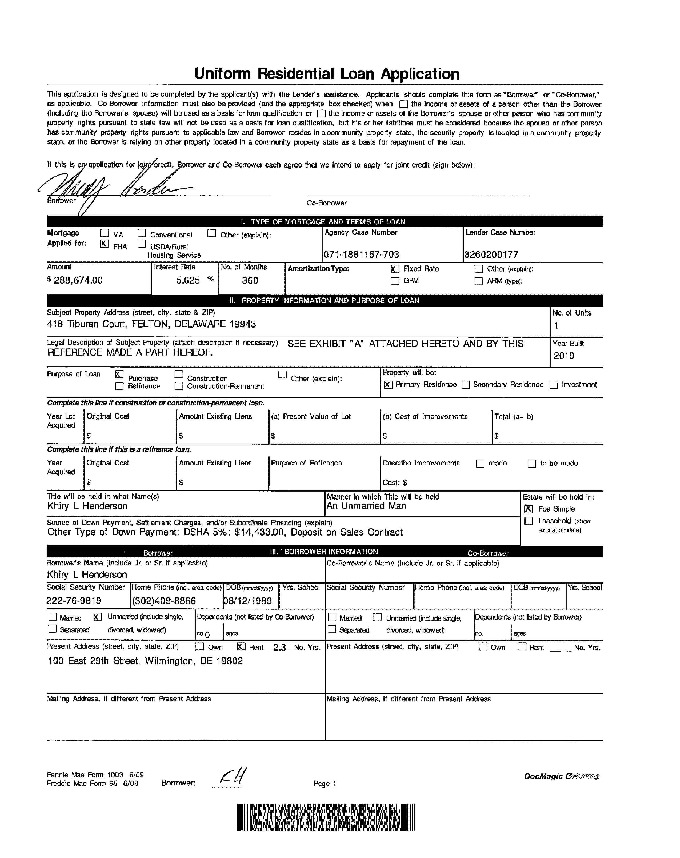 Uniform Residential Loan Application
This application is designed to be completed by the applicant(s) with the Lender's assistance. Applicants should complete this form as "Borrower" or "Co-Borrower,"
as applicable. Co-Borrower information must also be provided (and the appropriate box checked) when the income or assets of a person other than the Borrower
(including the Borrower's spouse) will be used as a basis for loan qualification or the income or assets of the Borrower's spouse or other person who has community
property rights pursuant to state law will not be used as a basis for loan qualification, but his or her liabilities must be considered because the spouse or other person
has community property rights pursuant to applicable law and Borrower resides in a community property state, the security property is located in a community property
state, or the Borrower is relying on other property located in a community property state as a basis for repayment of the loan.
If this is an application for joint credit, Borrower and Co-Borrower each agree that we intend to apply for joint credit (sign below):
Borrower Co-Borrower
I. TYPE OF MORTGAGE AND TERMS OF LOAN
Mortgage VA Conventional Other (explain): Agency Case Number Lender Case Number
Applied for: X FHA USDA/Rural
Housing Service 071-1881157-703 8260200177
Amount Interest Rate No. of Months Amortization Type: X Fixed Rate Other (explain):
$ 288,674.00 5.625 % 360 GPM ARM (type):
II. PROPERTY INFORMATION AND PURPOSE OF LOAN
Subject Property Address (street, city, state & ZIP) No. of Units
418 Tiburan Court, FELTON, DELAWARE 19943 1
Legal Description of Subject Property (attach description if necessary) SEE EXHIBIT "A" ATTACHED HERETO AND BY THIS Year Built
REFERENCE MADE A PART HEREOF. 2019
Purpose of Loan X Purchase Construction Other (explain): Property will be:
Refinance Construction-Permanent X Primary Residence Secondary Residence Investment
Complete this line if construction or construction-permanent loan.
Year Lot Original Cost Amount Existing Liens (a) Present Value of Lot (b) Cost of Improvements Total (a+ b)
Acquired
$ $ $ $ $
Complete this line if this is a refinance loan.
Year Original Cost Amount Existing Liens Purpose of Refinance Describe Improvements made to be made
Acquired
$ $ Cost: $
Title will be held in what Name(s) Manner in which Title will be held Estate will be held in:
Khiry L Henderson An Unmarried Man X Fee Simple
Source of Down Payment, Settlement Charges, and/or Subordinate Financing (explain) Leasehold (show
Other Type of Down Payment: DSHA 5%: $14,433.00, Deposit on Sales Contract expiration date)
Borrower III. BORROWER INFORMATION Co-Borrower
Borrower's Name (include Jr. or Sr. if applicable) Co-Borrower's Name (include Jr. or Sr. if applicable)
Khiry L Henderson
Social Security Number Home Phone (incl. area code) DOB (mm/dd/yyyy) Yrs. School Social Security Number Home Phone (incl. area code) DOB (mm/dd/yyyy) Yrs. School
222-76-9819 (302)409-8866 08/12/1989
Married X Unmarried (include single, Dependents (not listed by Co-Borrower) Married Unmarried (include single, Dependents (not listed by Borrower)
Separated divorced, widowed) no. 0 ages Separated divorced, widowed) no. ages
Present Address (street, city, state, ZIP) Own X Rent 2.3 No. Yrs. Present Address (street, city, state, ZIP) Own Rent No. Yrs.
100 East 29th Street, Wilmington, DE 19802
Mailing Address, if different from Present Address Mailing Address, if different from Present Address
Fannie Mae Form 1003 6/09
Freddie Mac Form 65 6/09 Borrower: KH Page 1
DocMagic